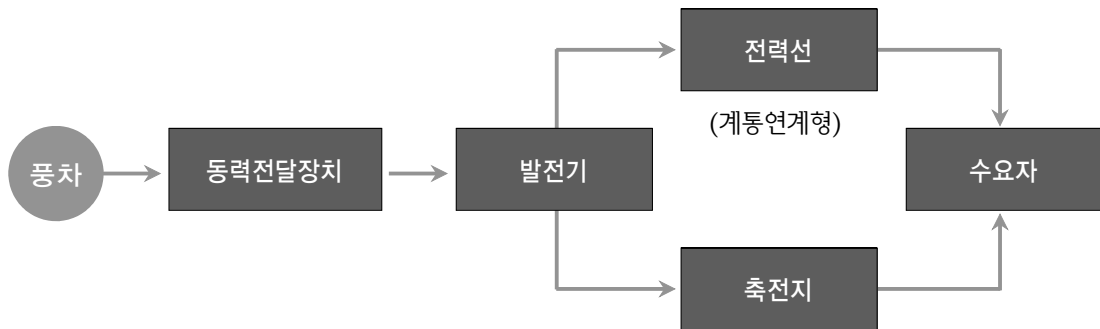 풍차
동력전달장치
발전기
전력선
(계통연계형)
축전지
수요자